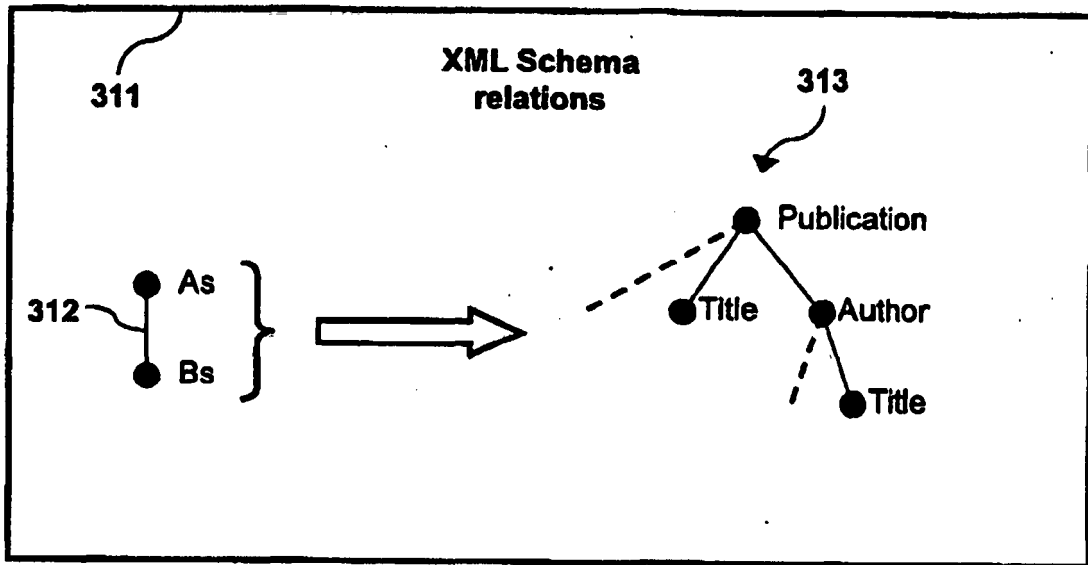 311
XML Schema
relations
313
Publication
312
As
Bs
Title
Author
Title